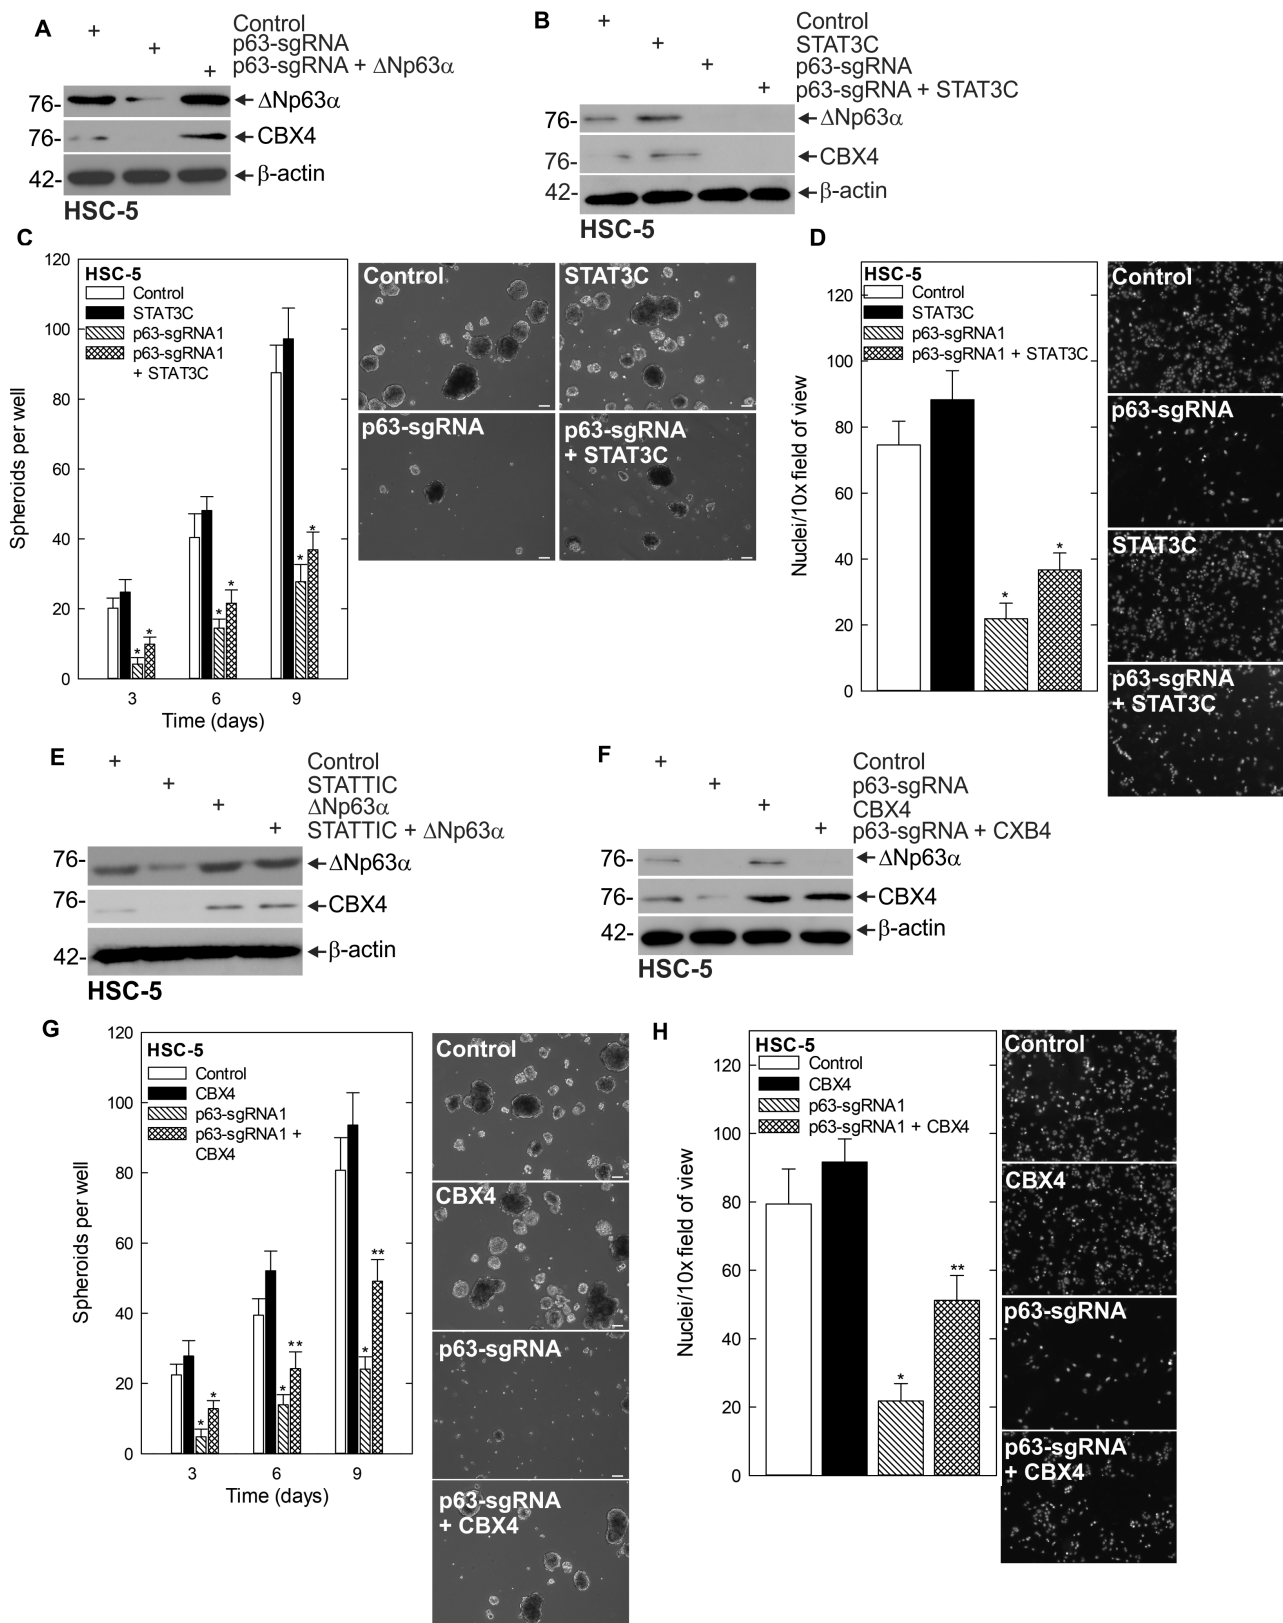 A
Control
p63-sgRNA
p63-sgRNA + ΔNp63α
+
+
+
76-
ΔNp63α
76-
CBX4
42-
β-actin
HSC-5
B
Control
STAT3C
p63-sgRNA
p63-sgRNA + STAT3C
+
+
+
+
76-
ΔNp63α
76-
CBX4
42-
β-actin
HSC-5
C
120
100
80
60
40
20
0
Spheroids per well
HSC-5
Control
STAT3C
p63-sgRNA1
p63-sgRNA1
+ STAT3C
*
*
*
*
*
*
3
6
9
Time (days)
Control
STAT3C
p63-sgRNA
p63-sgRNA
+ STAT3C
D
120
100
80
60
40
20
0
Nuclei/10x field of view
HSC-5
Control
STAT3C
p63-sgRNA1
p63-sgRNA1 + STAT3C
*
*
Control
p63-sgRNA
STAT3C
p63-sgRNA
+ STAT3C
E
+
Control
+
STATTIC
+
ΔNp63α
+
STATTIC + ΔNp63α
76-
ΔNp63α
76-
CBX4
42-
β-actin
HSC-5
F
+
Control
+
p63-sgRNA
+
CBX4
+
p63-sgRNA + CXB4
76-
ΔNp63α
76-
CBX4
42-
β-actin
HSC-5
G
120
100
80
60
40
20
0
Spheroids per well
HSC-5
Control
CBX4
p63-sgRNA1
p63-sgRNA1 +
CBX4
*
*
*
**
*
**
3
6
9
Time (days)
Control
CBX4
p63-sgRNA
p63-sgRNA
+ CBX4
H
120
100
80
60
40
20
0
Nuclei/10x field of view
HSC-5
Control
CBX4
p63-sgRNA1
p63-sgRNA1 + CBX4
*
**
Control
CBX4
p63-sgRNA
p63-sgRNA
+ CBX4